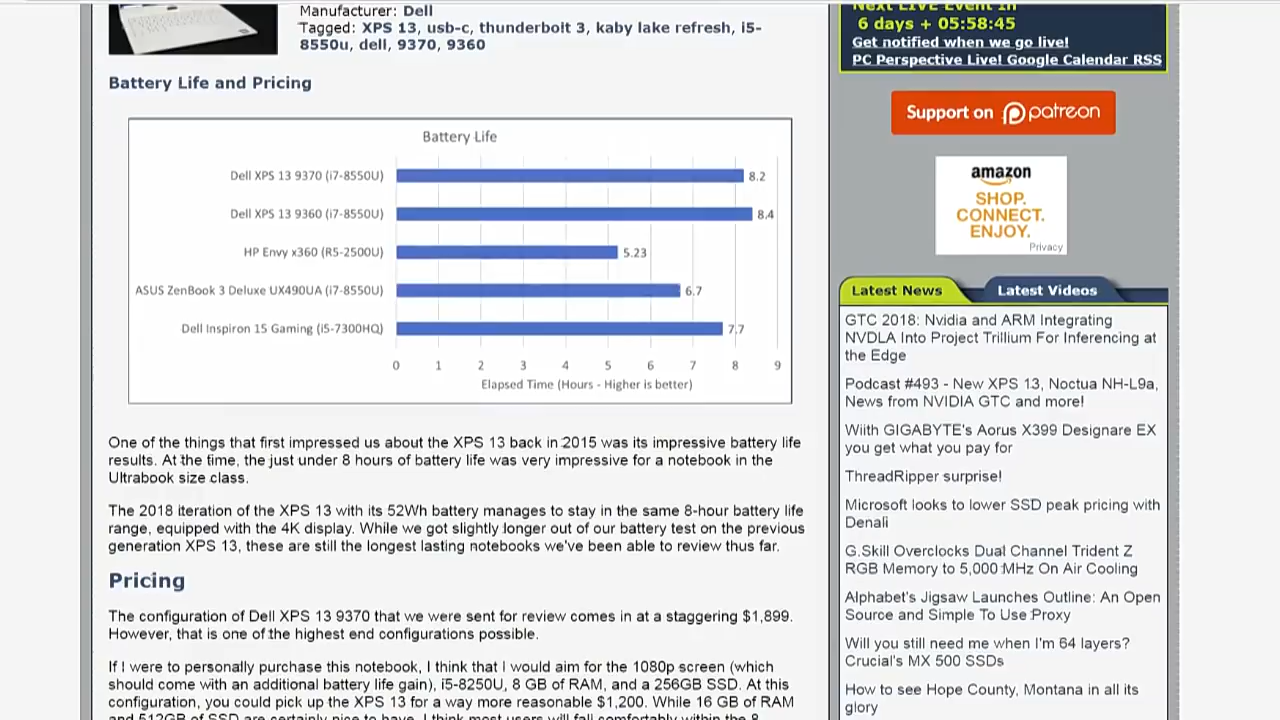 Manufacturer: Dell
Tagged: XPS 13, usb-c, thunderbolt 3, kaby lake refresh, i5-
8550u, dell, 9370, 9360
Battery Life and Pricing
Battery Life
Dell XPS 13 9370 (i7-8550U)
8.2
Dell XPS 13 9360 (i7-8550U)
8.4
HP Envy x360 (R5-2500U)
5.23
ASUS ZenBook 3 Deluxe UX490UA (i7-8550U)
6.7
Dell Inspiron 15 Gaming (i5-7300HQ)
7.7
0 1 2 3 4 5 6 7 8 9
Elapsed Time (Hours - Higher is better)
One of the things that first impressed us about the XPS 13 back in 2015 was its impressive battery life
results. At the time, the just under 8 hours of battery life was very impressive for a notebook in the
Ultrabook size class.
The 2018 iteration of the XPS 13 with its 52Wh battery manages to stay in the same 8-hour battery life
range, equipped with the 4K display. While we got slightly longer out of our battery test on the previous
generation XPS 13, these are still the longest lasting notebooks we've been able to review thus far.
Pricing
The configuration of Dell XPS 13 9370 that we were sent for review comes in at a staggering $1,899.
However, that is one of the highest end configurations possible.
If I were to personally purchase this notebook, I think that I would aim for the 1080p screen (which
should come with an additional battery life gain), i5-8250U, 8 GB of RAM, and a 256GB SSD. At this
configuration, you could pick up the XPS 13 for a way more reasonable $1,200. While 16 GB of RAM
and 512GB of SSD are certainly nice to have, I think most users will fall comfortably within the 8
Next LIVE Event in
6 days + 05:58:45
Get notified when we go live!
PC Perspective Live! Google Calendar RSS
Support on patreon
amazon
SHOP.
CONNECT.
ENJOY.
Privacy
Latest News
Latest Videos
GTC 2018: Nvidia and ARM Integrating
NVDLA Into Project Trillium For Inferencing at
the Edge
Podcast #493 - New XPS 13, Noctua NH-L9a,
News from NVIDIA GTC and more!
Wiith GIGABYTE's Aorus X399 Designare EX
you get what you pay for
ThreadRipper surprise!
Microsoft looks to lower SSD peak pricing with
Denali
G.Skill Overclocks Dual Channel Trident Z
RGB Memory to 5,000 MHz On Air Cooling
Alphabet's Jigsaw Launches Outline: An Open
Source and Simple To Use Proxy
Will you still need me when I'm 64 layers?
Crucial's MX 500 SSDs
How to see Hope County, Montana in all its
glory